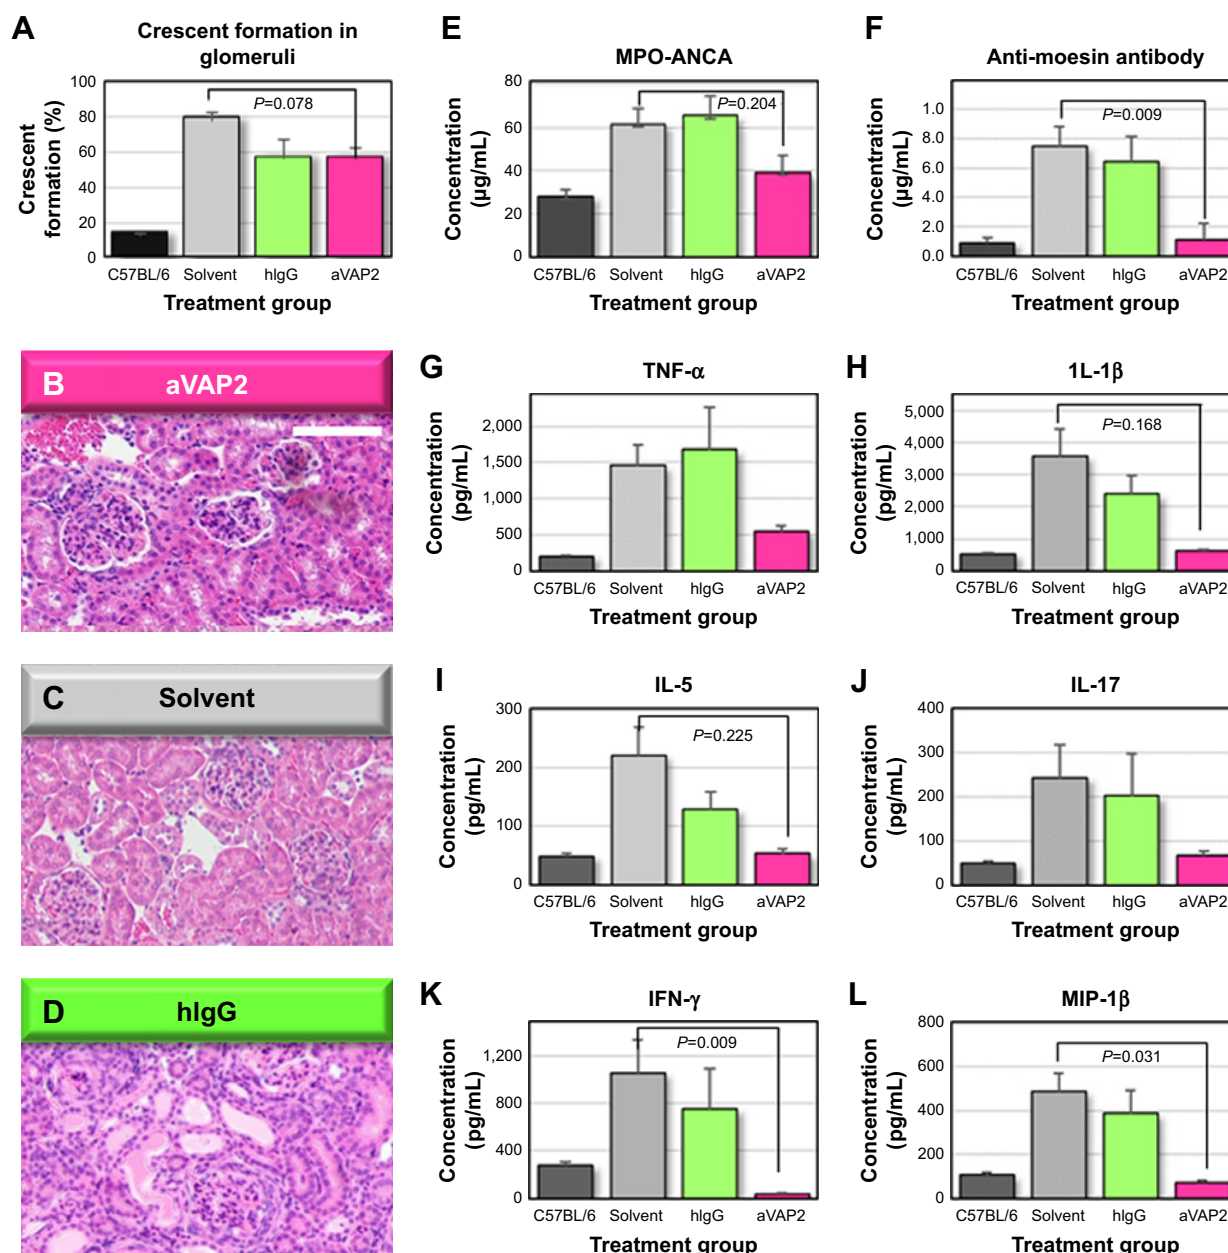 A
Crescent formation in
glomeruli
Crescent
formation (%)
100
80
60
40
20
0
P=0.078
C57BL/6 Solvent hIgG aVAP2
Treatment group
E
MPO-ANCA
Concentration
(µg/mL)
80
60
40
20
0
P=0.204
C57BL/6 Solvent hIgG aVAP2
Treatment group
F
Anti-moesin antibody
Concentration
(µg/mL)
1.0
8.0
6.0
4.0
2.0
0.0
P=0.009
C57BL/6 Solvent hIgG aVAP2
Treatment group
B aVAP2
G
TNF-α
Concentration
(pg/mL)
2,000
1,500
1,000
500
0
C57BL/6 Solvent hIgG aVAP2
Treatment group
H
1L-1β
Concentration
(pg/mL)
5,000
4,000
3,000
2,000
1,000
0
P=0.168
C57BL/6 Solvent hIgG aVAP2
Treatment group
C Solvent
I
IL-5
Concentration
(pg/mL)
300
200
100
0
P=0.225
C57BL/6 Solvent hIgG aVAP2
Treatment group
J
IL-17
Concentration
(pg/mL)
400
300
200
100
0
C57BL/6 Solvent hIgG aVAP2
Treatment group
D hIgG
K
IFN-γ
Concentration
(pg/mL)
1,200
800
400
0
P=0.009
C57BL/6 Solvent hIgG aVAP2
Treatment group
L
MIP-1β
Concentration
(pg/mL)
800
600
400
200
0
P=0.031
C57BL/6 Solvent hIgG aVAP2
Treatment group